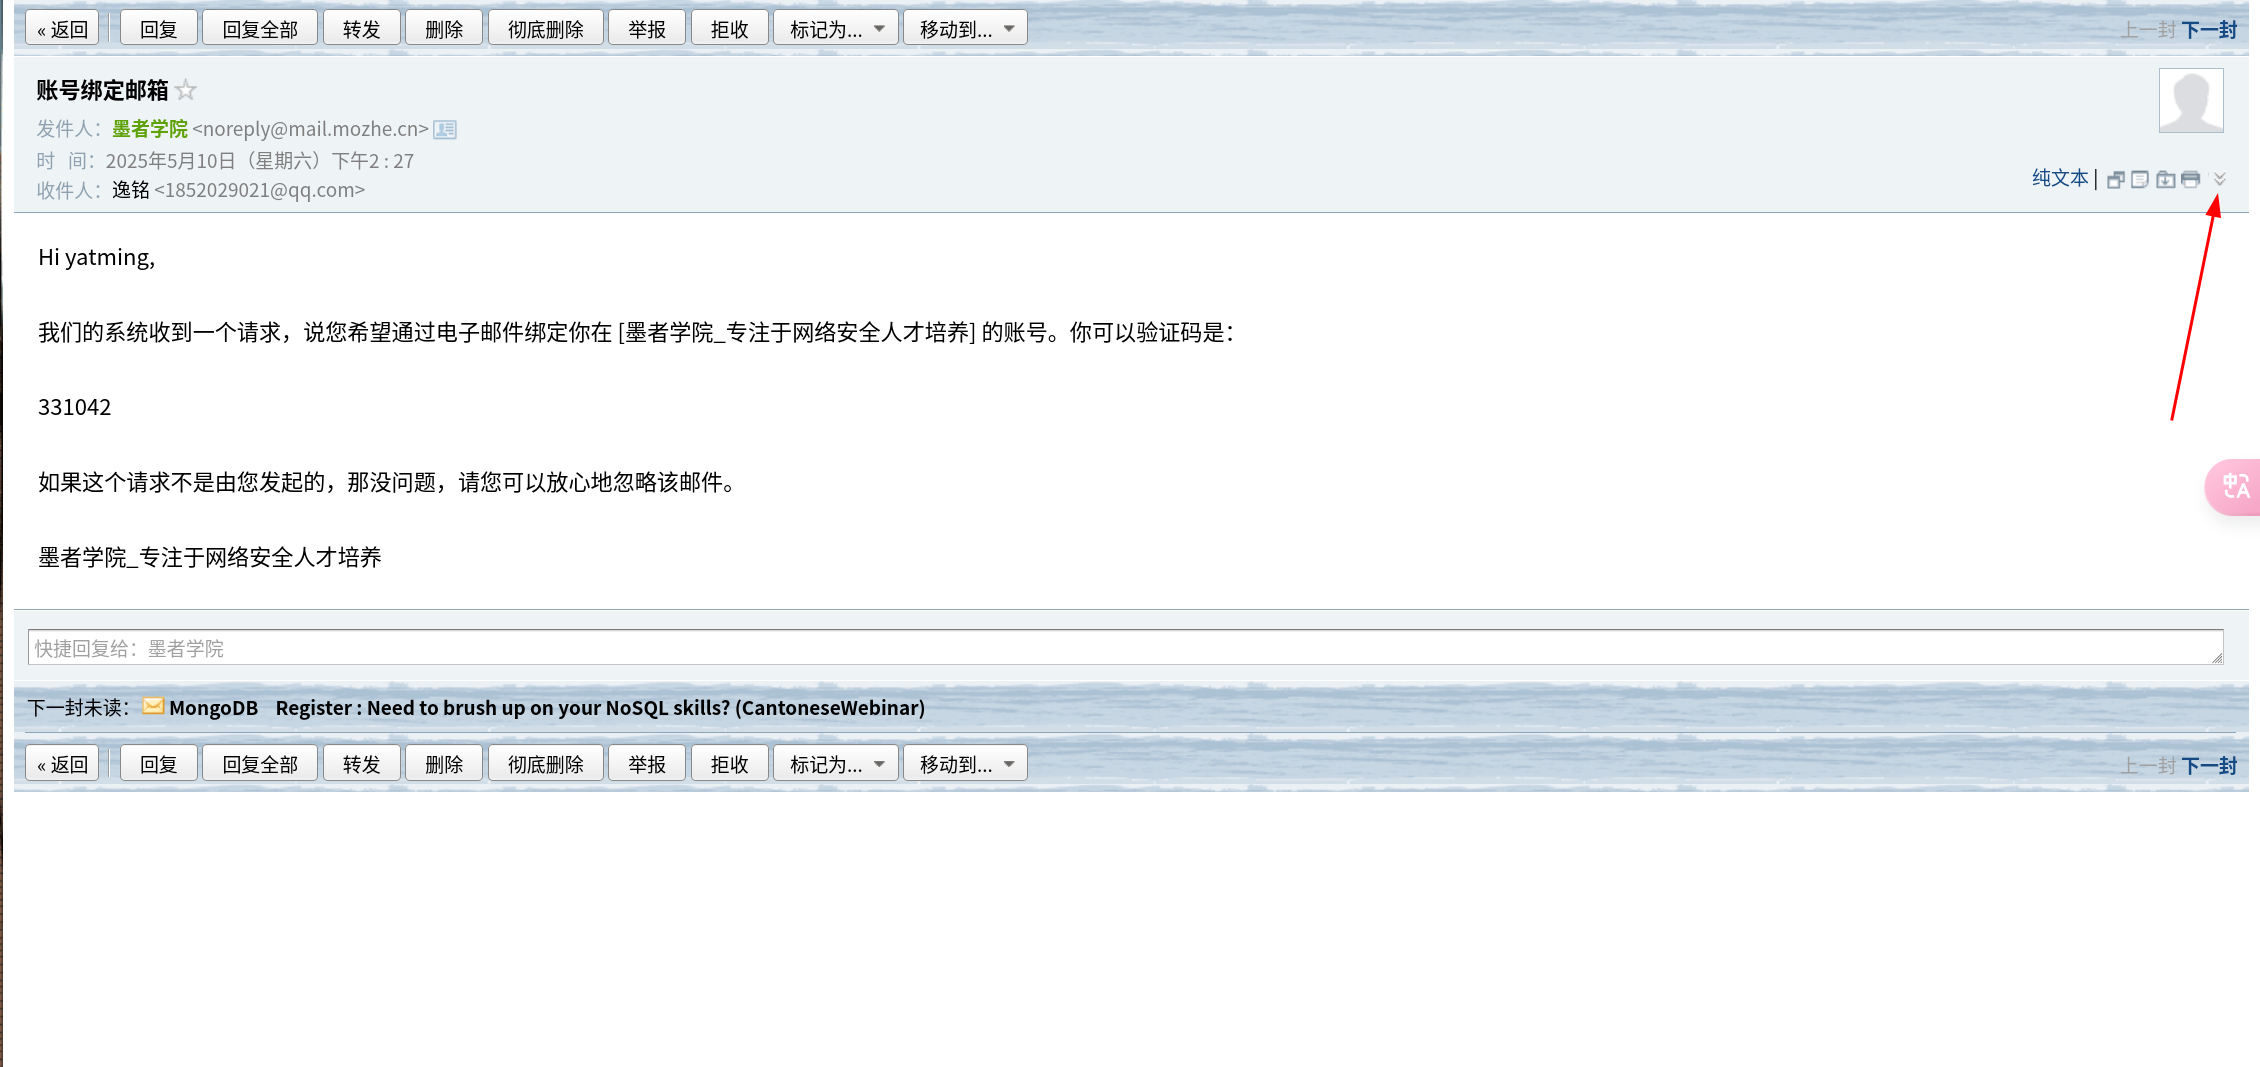 « 返回 回复 回复全部 转发 删除 彻底删除 举报 拒收 标记为... 移动到... 上一封 下一封
账号绑定邮箱
发件人：墨者学院 <noreply@mail.mozhe.cn>
时 间：2025年5月10日（星期六）下午2 : 27
收件人：逸铭 <1852029021@qq.com>
纯文本 |
Hi yatming,
我们的系统收到一个请求，说您希望通过电子邮件绑定你在 [墨者学院_专注于网络安全人才培养] 的账号。你可以验证码是：
331042
中A
如果这个请求不是由您发起的，那没问题，请您可以放心地忽略该邮件。
墨者学院_专注于网络安全人才培养
快捷回复给：墨者学院
下一封未读： MongoDB Register : Need to brush up on your NoSQL skills? (CantoneseWebinar)
« 返回 回复 回复全部 转发 删除 彻底删除 举报 拒收 标记为... 移动到... 上一封 下一封